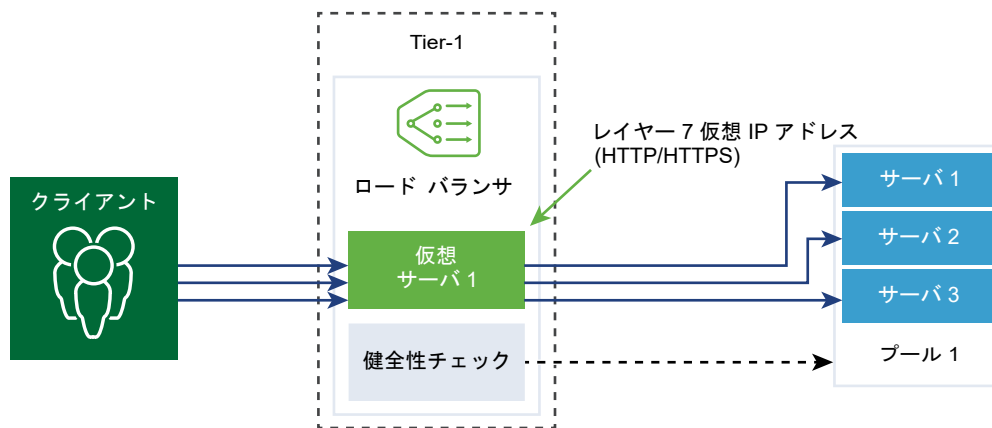 Tier-1
ロード バランサ
レイヤー 7 仮想 IP アドレス
(HTTP/HTTPS)
クライアント
仮想
サーバ 1
健全性チェック
サーバ 1
サーバ 2
サーバ 3
プール 1